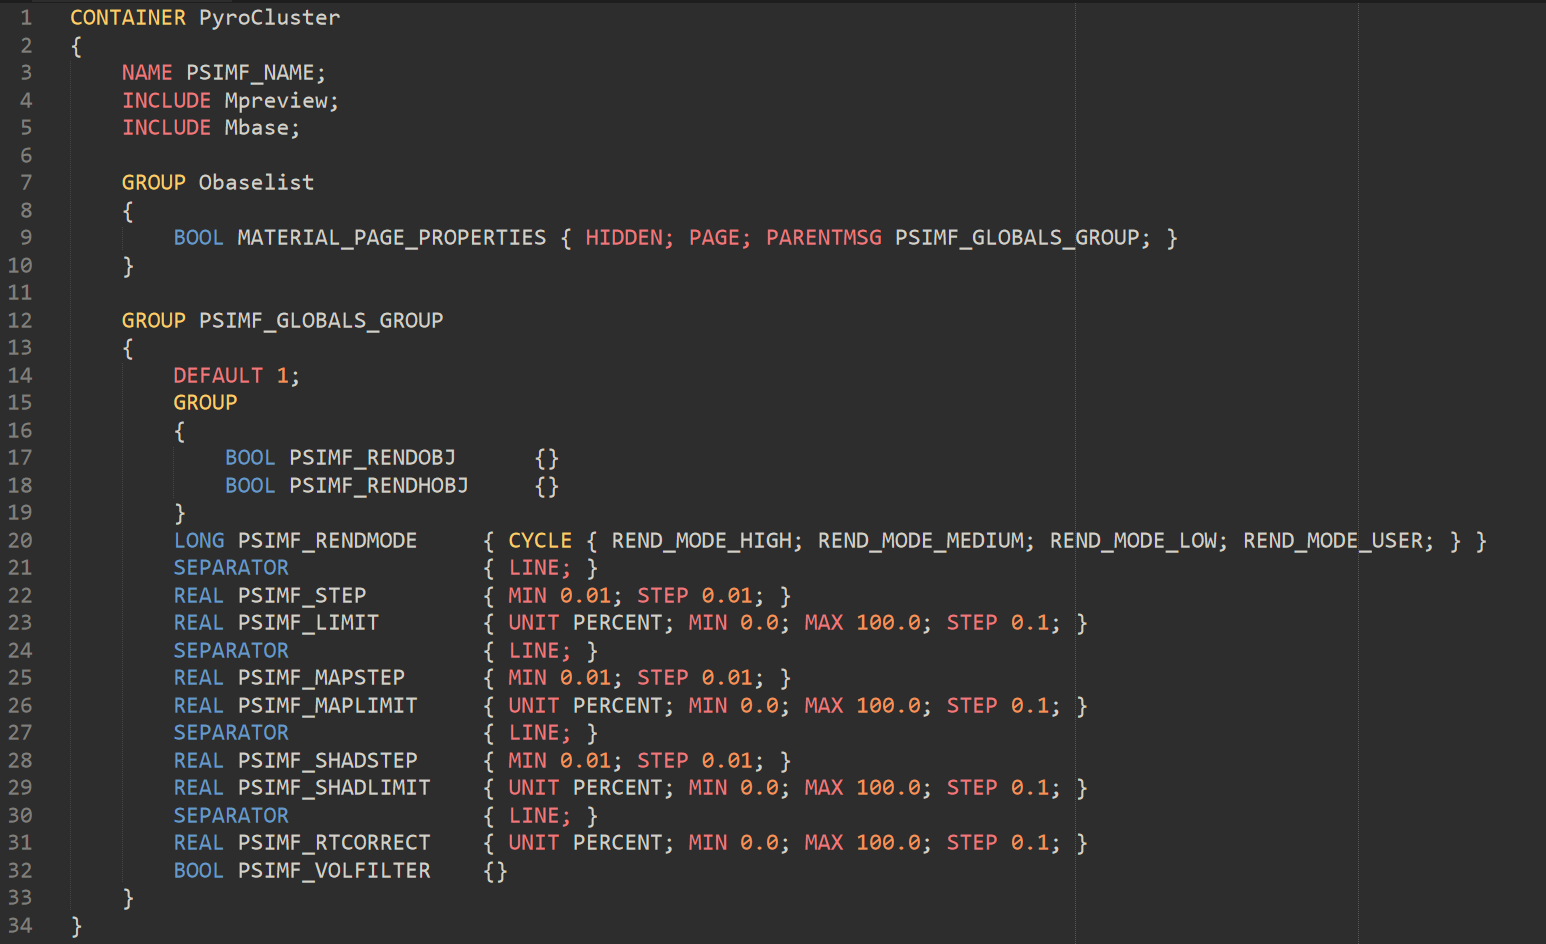 1 CONTAINER PyroCluster
2 {
3     NAME PSIMF_NAME;
4     INCLUDE Mpreview;
5     INCLUDE Mbase;
6
7     GROUP Obaselist
8     {
9         BOOL MATERIAL_PAGE_PROPERTIES { HIDDEN; PAGE; PARENTMSG PSIMF_GLOBALS_GROUP; }
10     }
11
12     GROUP PSIMF_GLOBALS_GROUP
13     {
14         DEFAULT 1;
15         GROUP
16         {
17             BOOL PSIMF_RENDOBJ      {}
18             BOOL PSIMF_RENDHOBJ     {}
19         }
20         LONG PSIMF_RENDMODE     { CYCLE { REND_MODE_HIGH; REND_MODE_MEDIUM; REND_MODE_LOW; REND_MODE_USER; } }
21         SEPARATOR               { LINE; }
22         REAL PSIMF_STEP         { MIN 0.01; STEP 0.01; }
23         REAL PSIMF_LIMIT        { UNIT PERCENT; MIN 0.0; MAX 100.0; STEP 0.1; }
24         SEPARATOR               { LINE; }
25         REAL PSIMF_MAPSTEP      { MIN 0.01; STEP 0.01; }
26         REAL PSIMF_MAPLIMIT     { UNIT PERCENT; MIN 0.0; MAX 100.0; STEP 0.1; }
27         SEPARATOR               { LINE; }
28         REAL PSIMF_SHADSTEP     { MIN 0.01; STEP 0.01; }
29         REAL PSIMF_SHADLIMIT    { UNIT PERCENT; MIN 0.0; MAX 100.0; STEP 0.1; }
30         SEPARATOR               { LINE; }
31         REAL PSIMF_RTCORRECT    { UNIT PERCENT; MIN 0.0; MAX 100.0; STEP 0.1; }
32         BOOL PSIMF_VOLFILTER    {}
33     }
34 }